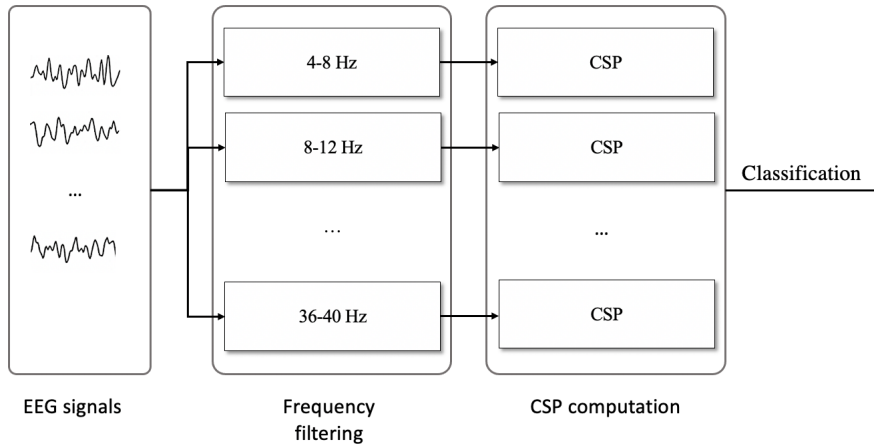 4-8 Hz
CSP
8-12 Hz
CSP
...
...
...
Classification
36-40 Hz
CSP
EEG signals
Frequency
filtering
CSP computation